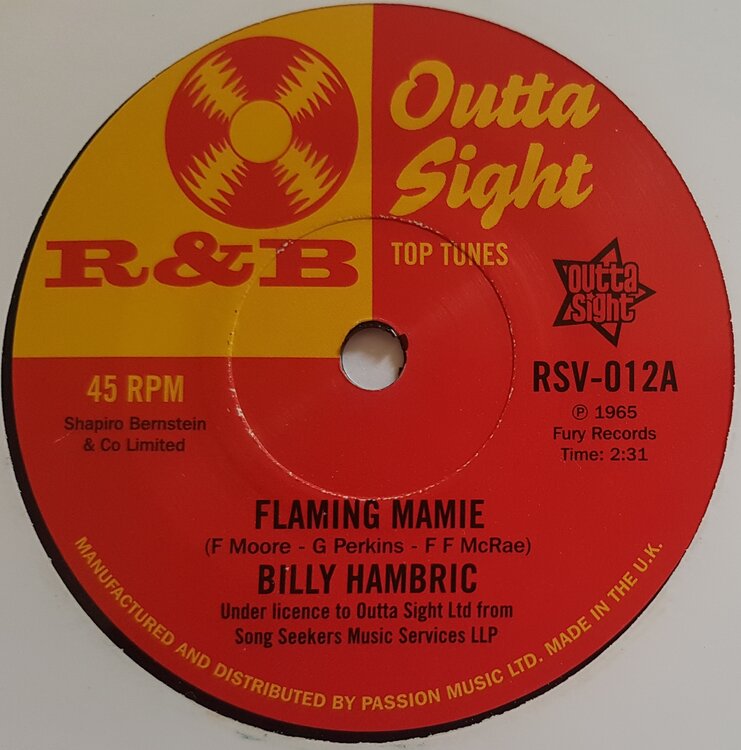 Outta
Sight
R&B
TOP TUNES
outta
sight
45 RPM
Shapiro Bernstein
& Co Limited
RSV-012A
℗ 1965
Fury Records
Time: 2:31
FLAMING MAMIE
(F Moore - G Perkins - F F McRae)
BILLY HAMBRIC
Under licence to Outta Sight Ltd from
Song Seekers Music Services LLP
MANUFACTURED AND DISTRIBUTED BY PASSION MUSIC LTD. MADE IN THE U.K.